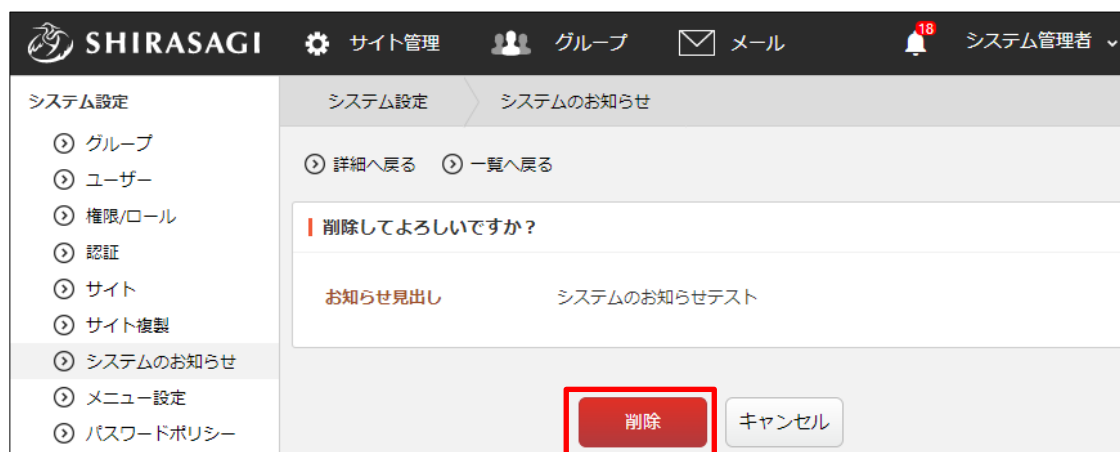 SHIRASAGI サイト管理 グループ メール 18 システム管理者
システム設定
グループ
ユーザー
権限/ロール
認証
サイト
サイト複製
システムのお知らせ
メニュー設定
パスワードポリシー
システム設定 システムのお知らせ
詳細へ戻る 一覧へ戻る
削除してよろしいですか？
お知らせ見出し システムのお知らせテスト
削除 キャンセル